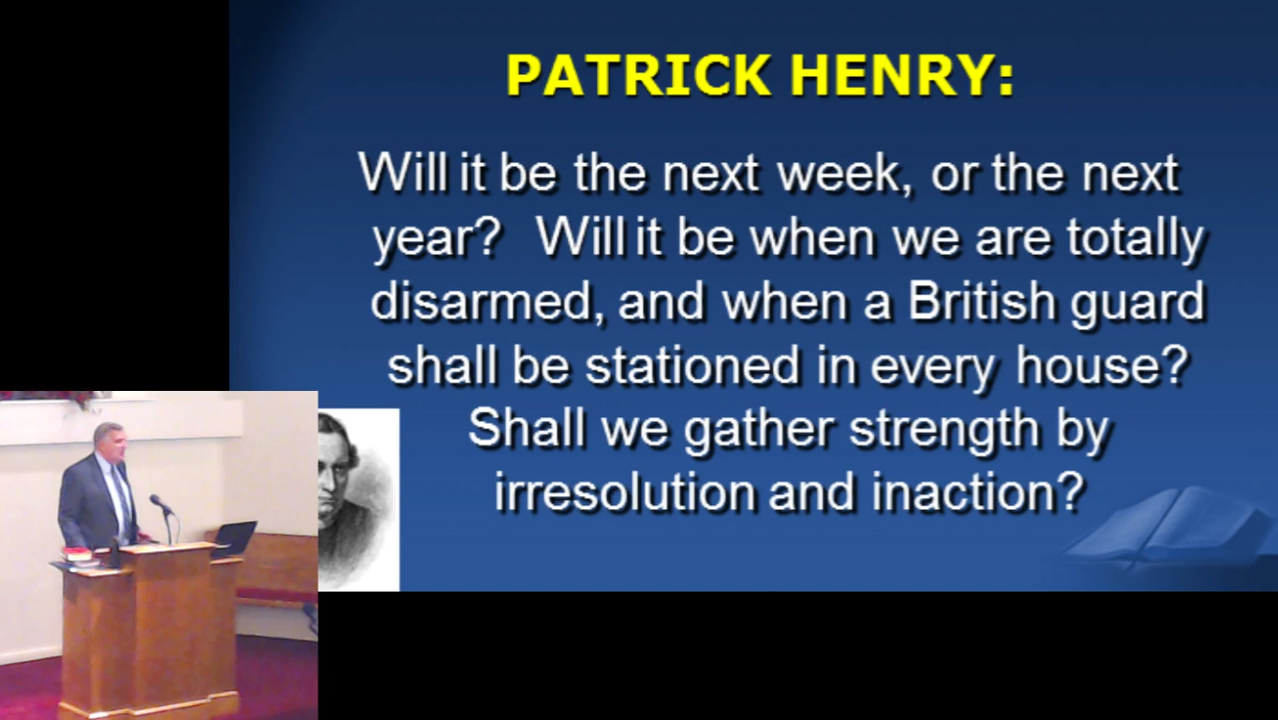 PATRICK HENRY:
Will it be the next week, or the next
year? Will it be when we are totally
disarmed, and when a British guard
shall be stationed in every house?
Shall we gather strength by
irresolution and inaction?